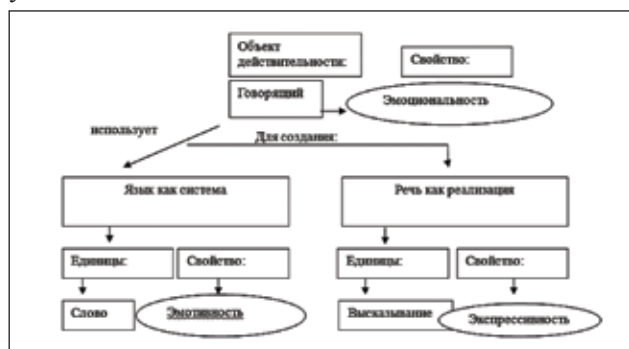 Объект
действительности:
Свойство:
Говорящий
Эмоциональность
использует
Для создания:
Язык как система
Речь как реализация
Единицы:
Свойство:
Единицы:
Свойство:
Слово
Эмотивность
Высказывание
Экспрессивность